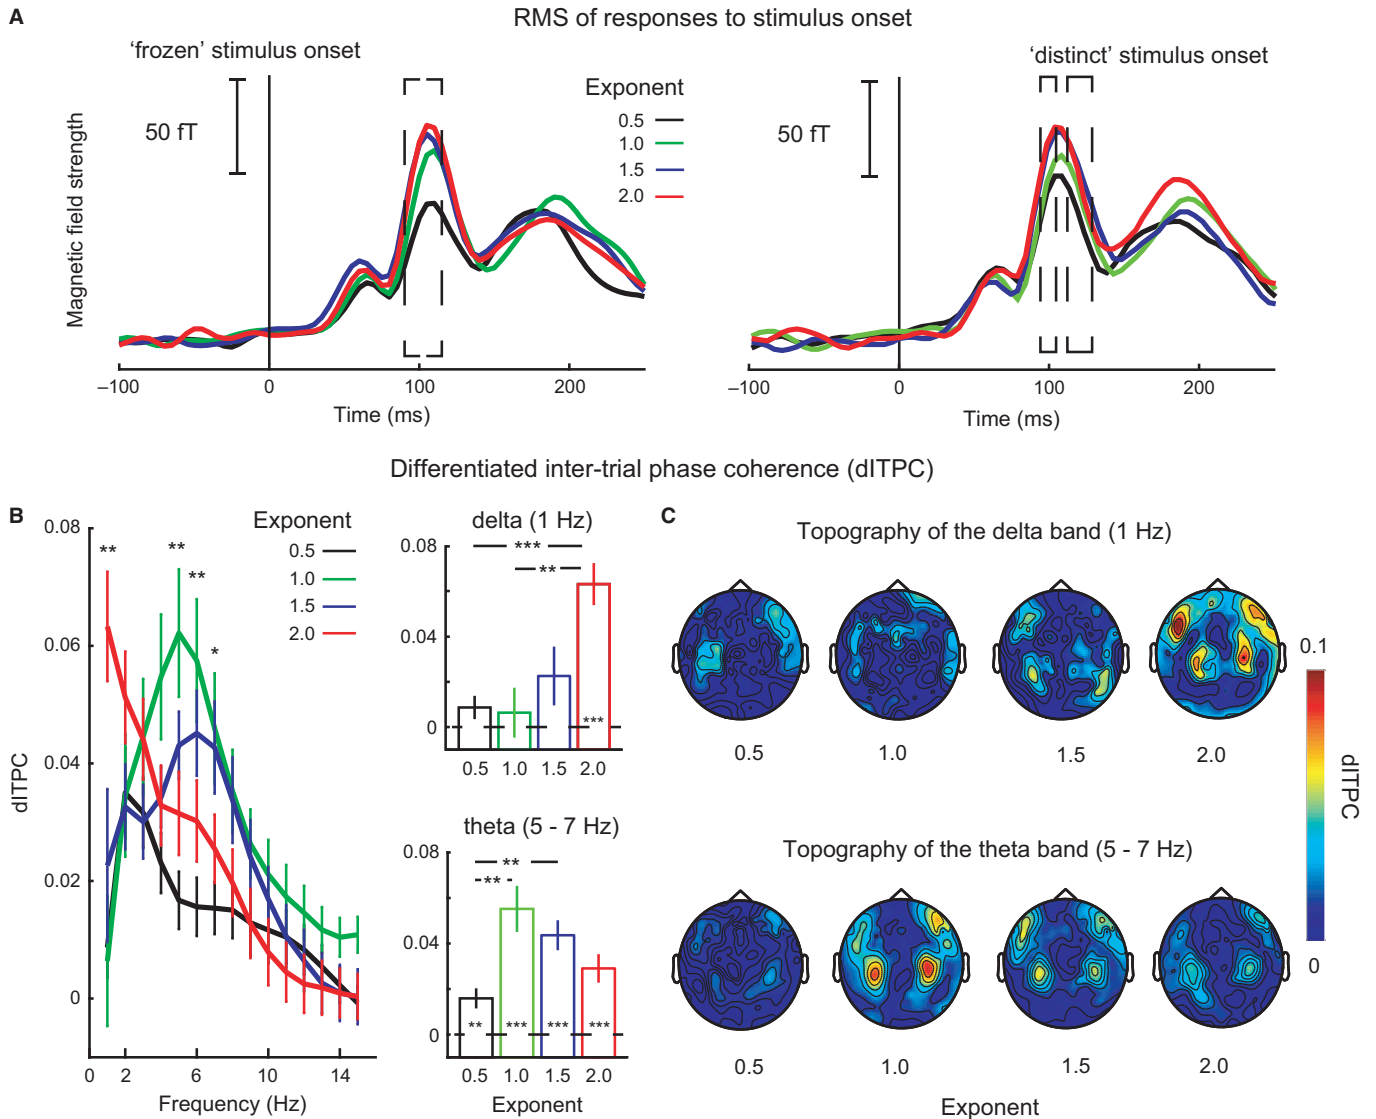 A
RMS of responses to stimulus onset
‘frozen’ stimulus onset
‘distinct’ stimulus onset
Magnetic field strength
50 fT
Exponent
0.5
1.0
1.5
2.0
50 fT
–100 0 100 200
Time (ms)
–100 0 100 200
Time (ms)
Differentiated inter-trial phase coherence (dITPC)
B
dITPC
0.08
0.06
0.04
0.02
0
** ** ** *
Exponent
0.5
1.0
1.5
2.0
0 2 6 10 14
Frequency (Hz)
delta (1 Hz)
0.08
0.04
0
***
**
***
0.5 1.0 1.5 2.0
theta (5 - 7 Hz)
0.08
0.04
0
**
**
** *** *** ***
0.5 1.0 1.5 2.0
Exponent
C
Topography of the delta band (1 Hz)
0.5 1.0 1.5 2.0
Topography of the theta band (5 - 7 Hz)
0.5 1.0 1.5 2.0
Exponent
0.1
0
dITPC